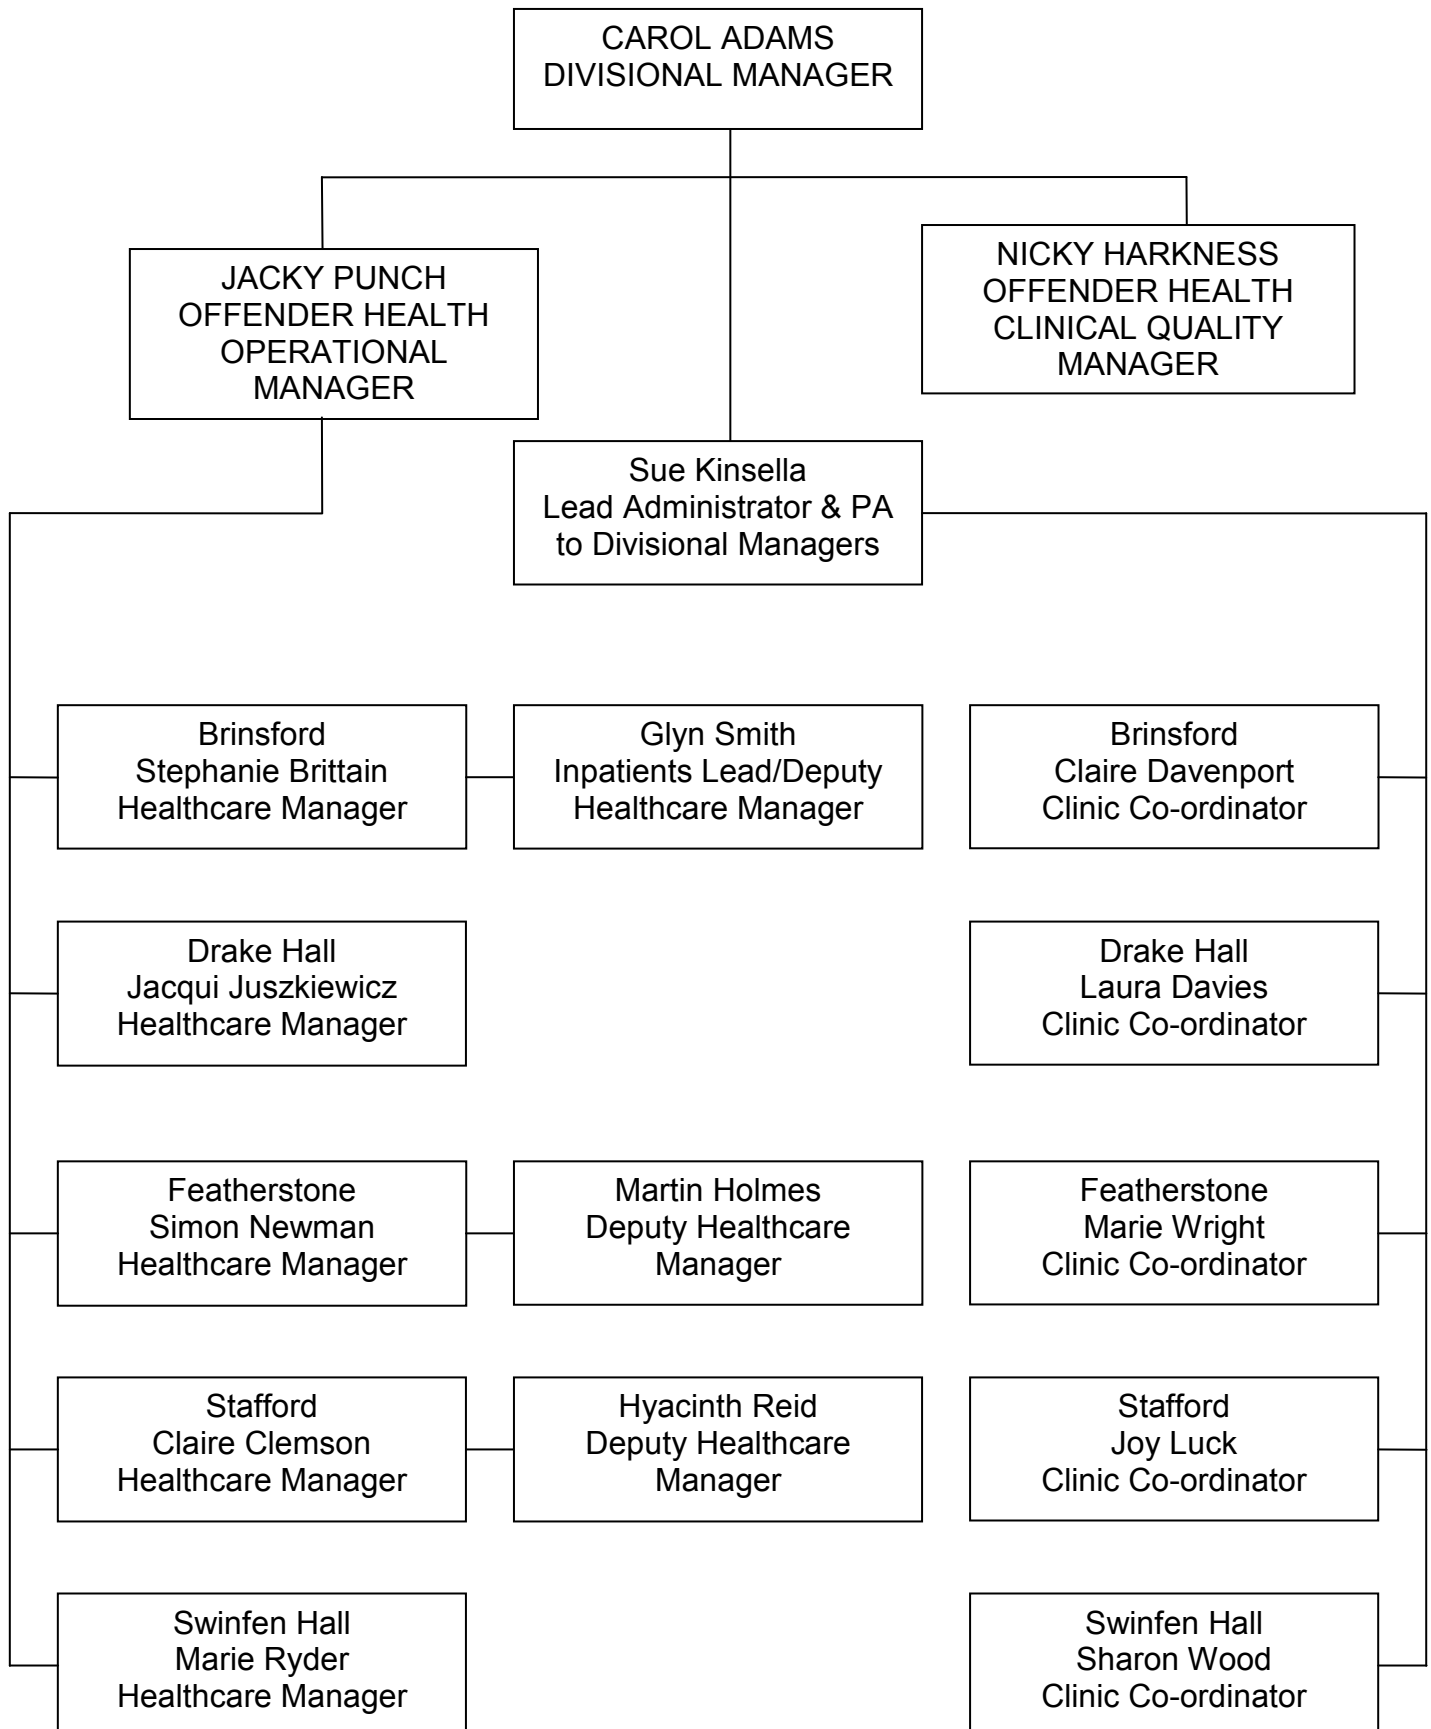 CAROL ADAMS
DIVISIONAL MANAGER
JACKY PUNCH
OFFENDER HEALTH
OPERATIONAL
MANAGER
NICKY HARKNESS
OFFENDER HEALTH
CLINICAL QUALITY
MANAGER
Sue Kinsella
Lead Administrator & PA
to Divisional Managers
Brinsford
Stephanie Brittain
Healthcare Manager
Glyn Smith
Inpatients Lead/Deputy
Healthcare Manager
Brinsford
Claire Davenport
Clinic Co-ordinator
Drake Hall
Jacqui Juszkiewicz
Healthcare Manager
Drake Hall
Laura Davies
Clinic Co-ordinator
Featherstone
Simon Newman
Healthcare Manager
Martin Holmes
Deputy Healthcare
Manager
Featherstone
Marie Wright
Clinic Co-ordinator
Stafford
Claire Clemson
Healthcare Manager
Hyacinth Reid
Deputy Healthcare
Manager
Stafford
Joy Luck
Clinic Co-ordinator
Swinfen Hall
Marie Ryder
Healthcare Manager
Swinfen Hall
Sharon Wood
Clinic Co-ordinator